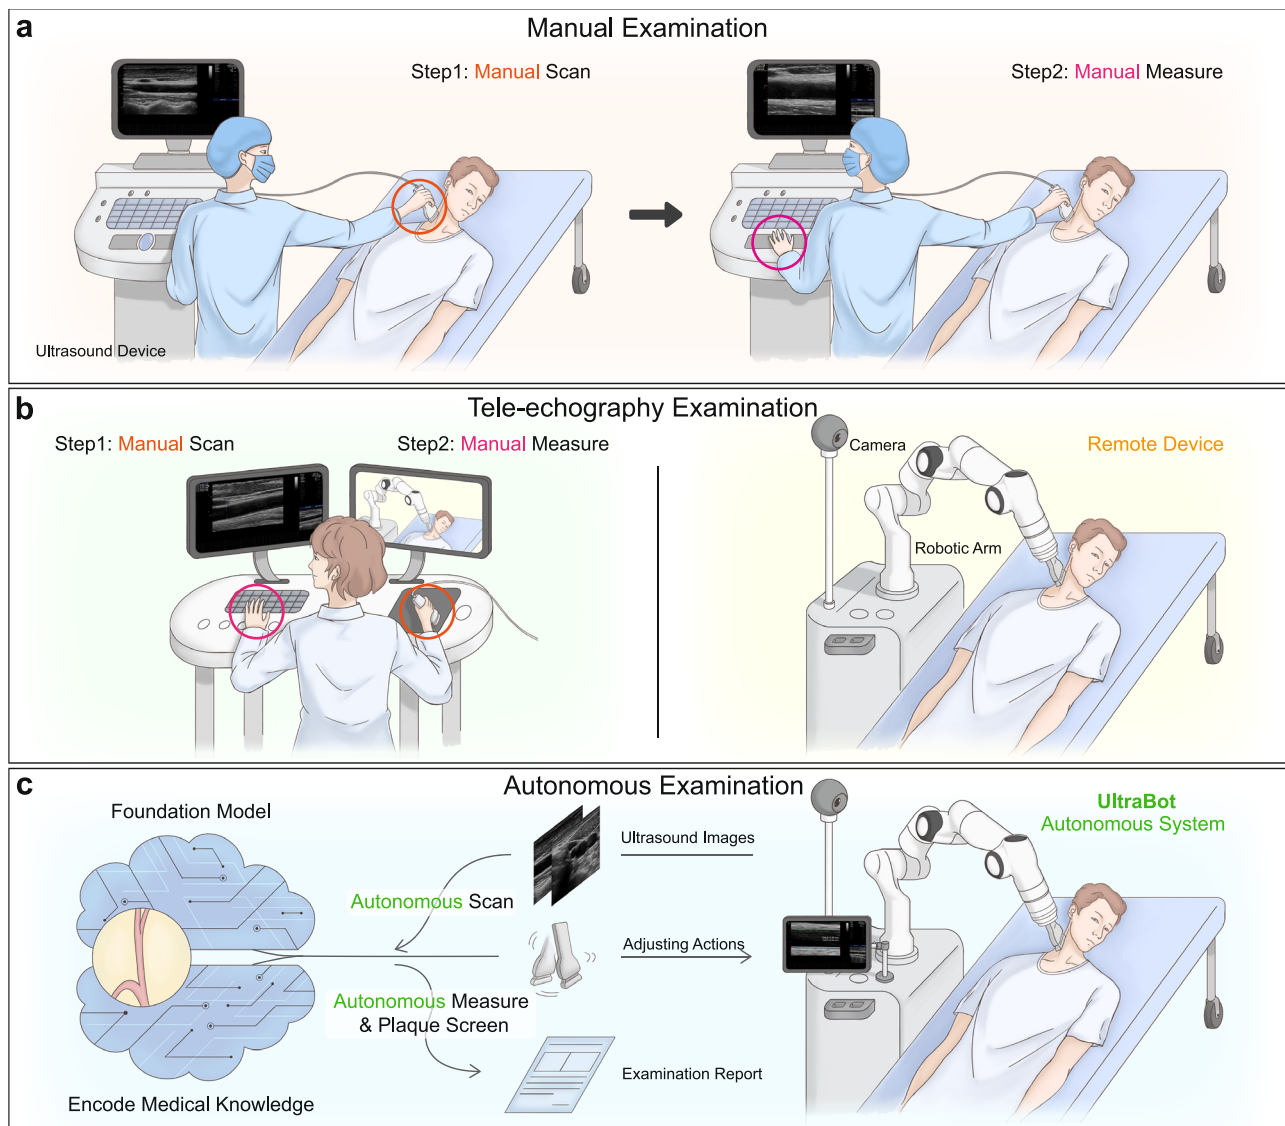 a
Manual Examination
Step1: Manual Scan
Step2: Manual Measure
Ultrasound Device
b
Tele-echography Examination
Step1: Manual Scan
Step2: Manual Measure
Camera
Remote Device
Robotic Arm
c
Autonomous Examination
Foundation Model
UltraBot
Autonomous System
Ultrasound Images
Autonomous Scan
Adjusting Actions
Autonomous Measure
& Plaque Screen
Examination Report
Encode Medical Knowledge